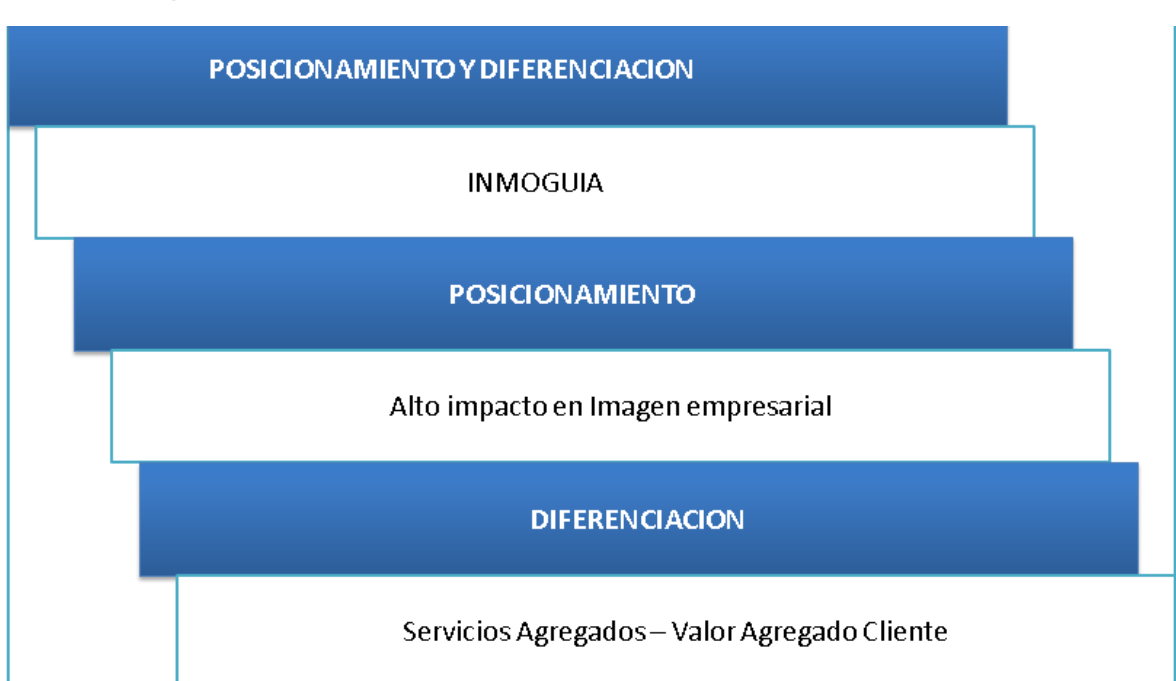 POSICIONAMIENTO Y DIFERENCIACION
INMOGUIA
POSICIONAMIENTO
Alto impacto en Imagen empresarial
DIFERENCIACION
Servicios Agregados – Valor Agregado Cliente